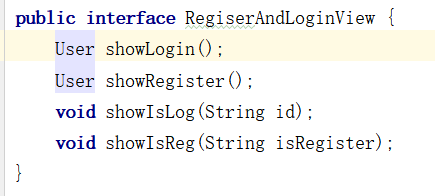 public interface RegiserAndLoginView {
    User showLogin();
    User showRegister();
    void showIsLog(String id);
    void showIsReg(String isRegister);
}